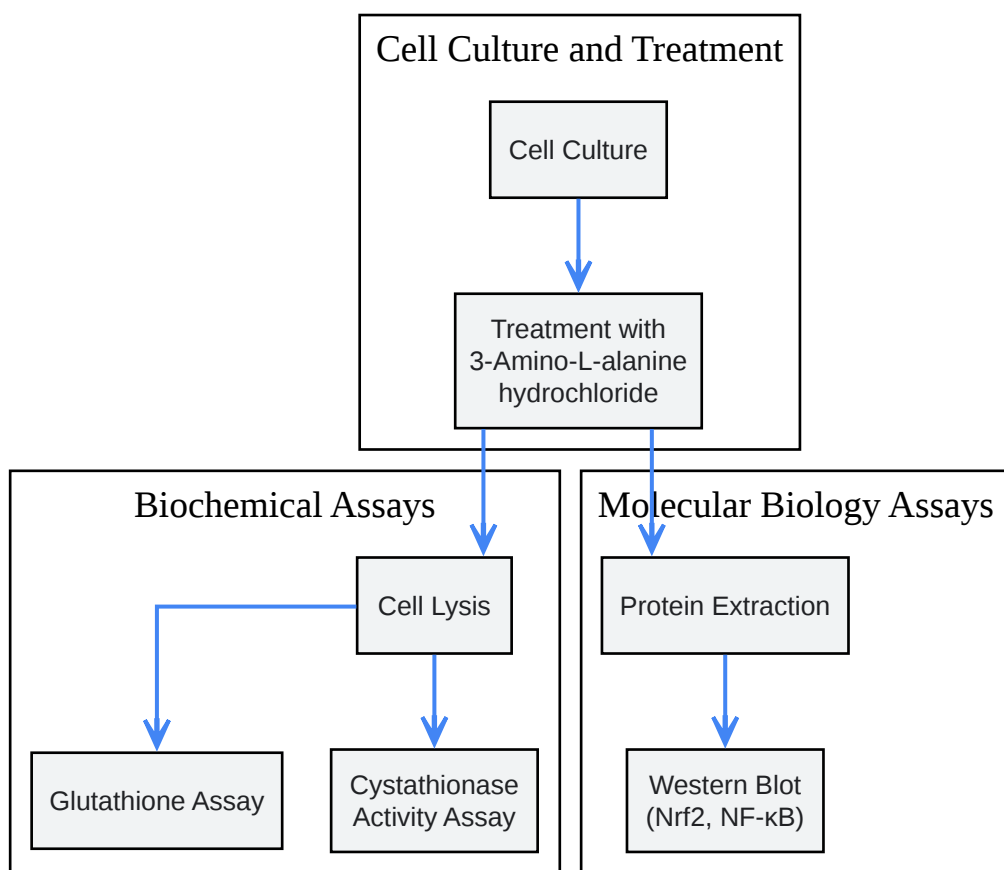 Cell Culture and Treatment
Cell Culture
Treatment with
3-Amino-L-alanine
hydrochloride
Biochemical Assays
Molecular Biology Assays
Cell Lysis
Protein Extraction
Glutathione Assay
Cystathionase
Activity Assay
Western Blot
(Nrf2, NF-κB)